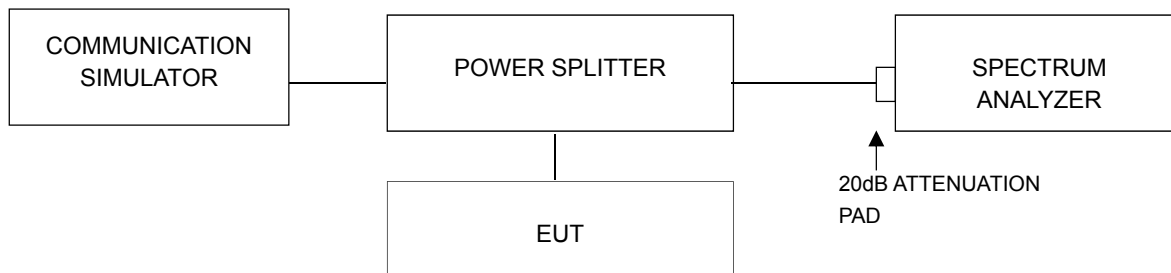 COMMUNICATION
SIMULATOR
POWER SPLITTER
SPECTRUM
ANALYZER
20dB ATTENUATION
PAD
EUT